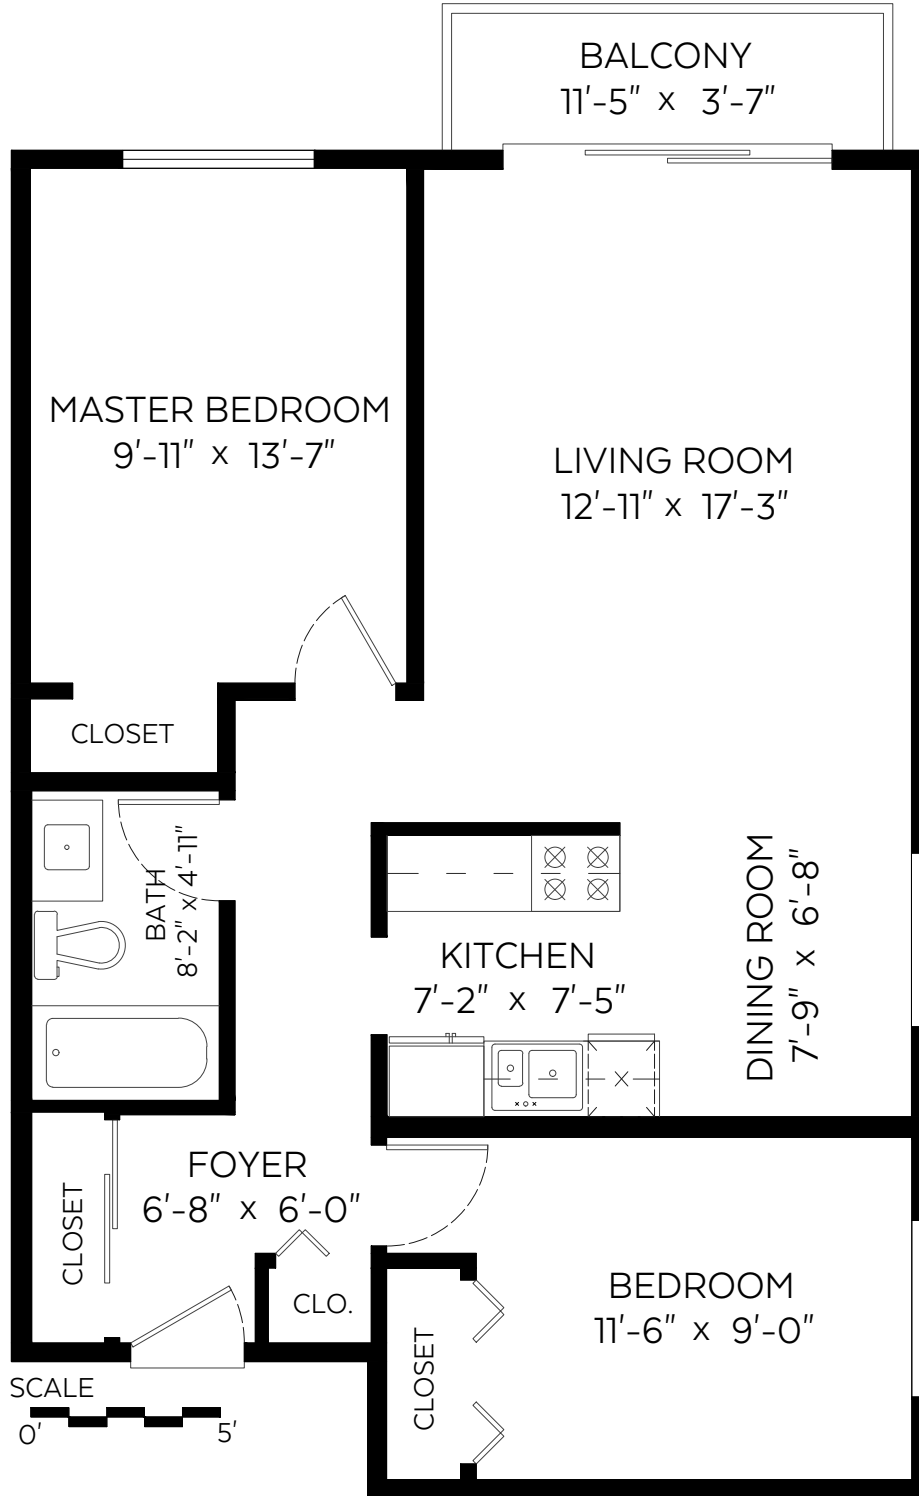 BALCONY
11'-5" x 3'-7"
MASTER BEDROOM
9'-11" x 13'-7"
LIVING ROOM
12'-11" x 17'-3"
CLOSET
BATH
8'-2" x 4'-11"
KITCHEN
7'-2" x 7'-5"
DINING ROOM
7'-9" x 6'-8"
FOYER
6'-8" x 6'-0"
CLOSET
CLO.
BEDROOM
11'-6" x 9'-0"
CLOSET
SCALE
0' 5'